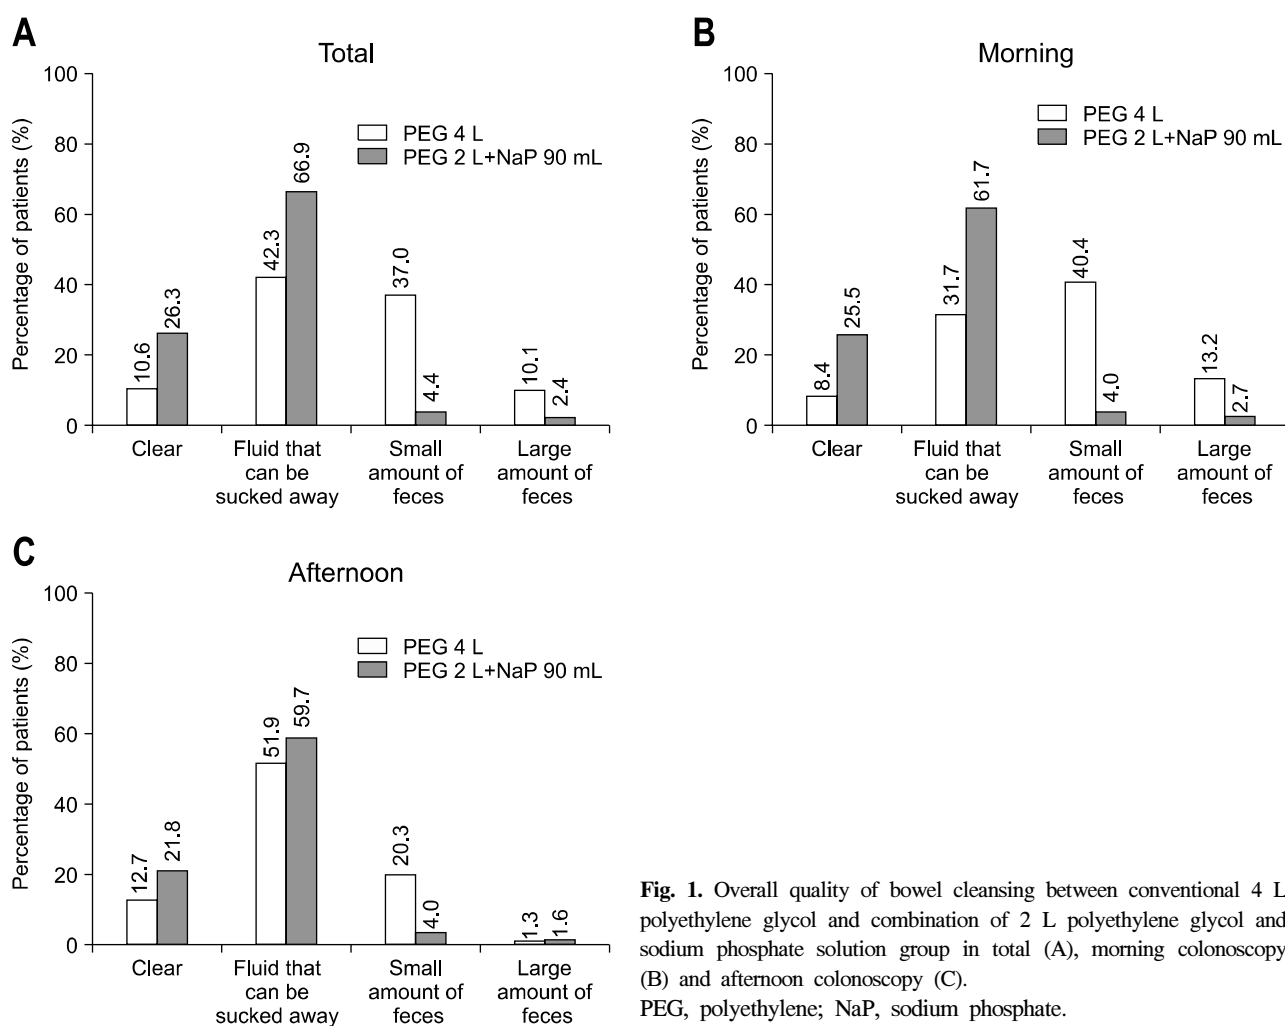 A
Total
Percentage of patients (%)
100
80
60
40
20
0
PEG 4 L
PEG 2 L+NaP 90 mL
10.6
26.3
42.3
66.9
37.0
4.4
10.1
2.4
Clear
Fluid that
can be
sucked away
Small
amount of
feces
Large
amount of
feces
B
Morning
Percentage of patients (%)
100
80
60
40
20
0
PEG 4 L
PEG 2 L+NaP 90 mL
8.4
25.5
31.7
61.7
40.4
4.0
13.2
2.7
Clear
Fluid that
can be
sucked away
Small
amount of
feces
Large
amount of
feces
C
Afternoon
Percentage of patients (%)
100
80
60
40
20
0
PEG 4 L
PEG 2 L+NaP 90 mL
12.7
21.8
51.9
59.7
20.3
4.0
1.3
1.6
Clear
Fluid that
can be
sucked away
Small
amount of
feces
Large
amount of
feces
Fig. 1. Overall quality of bowel cleansing between conventional 4 L
polyethylene glycol and combination of 2 L polyethylene glycol and
sodium phosphate solution group in total (A), morning colonoscopy
(B) and afternoon colonoscopy (C).
PEG, polyethylene; NaP, sodium phosphate.